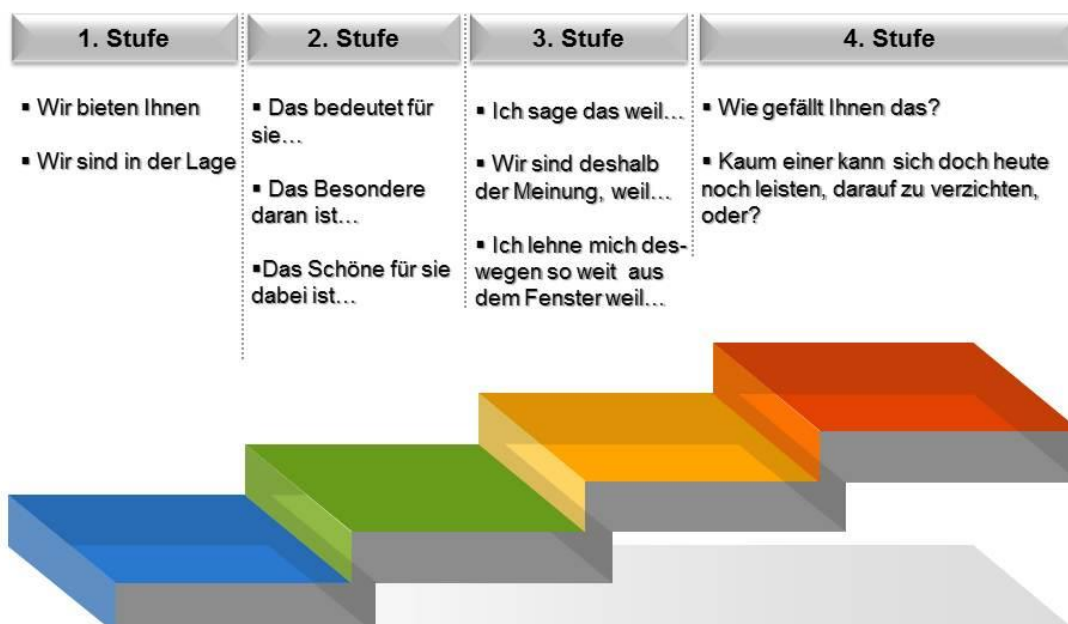 1. Stufe
▪ Wir bieten Ihnen
▪ Wir sind in der Lage
2. Stufe
▪ Das bedeutet für
sie…
▪ Das Besondere
daran ist…
▪Das Schöne für sie
dabei ist…
3. Stufe
▪ Ich sage das weil…
▪ Wir sind deshalb
der Meinung, weil…
▪ Ich lehne mich des-
wegen so weit aus
dem Fenster weil…
4. Stufe
▪ Wie gefällt Ihnen das?
▪ Kaum einer kann sich doch heute
noch leisten, darauf zu verzichten,
oder?